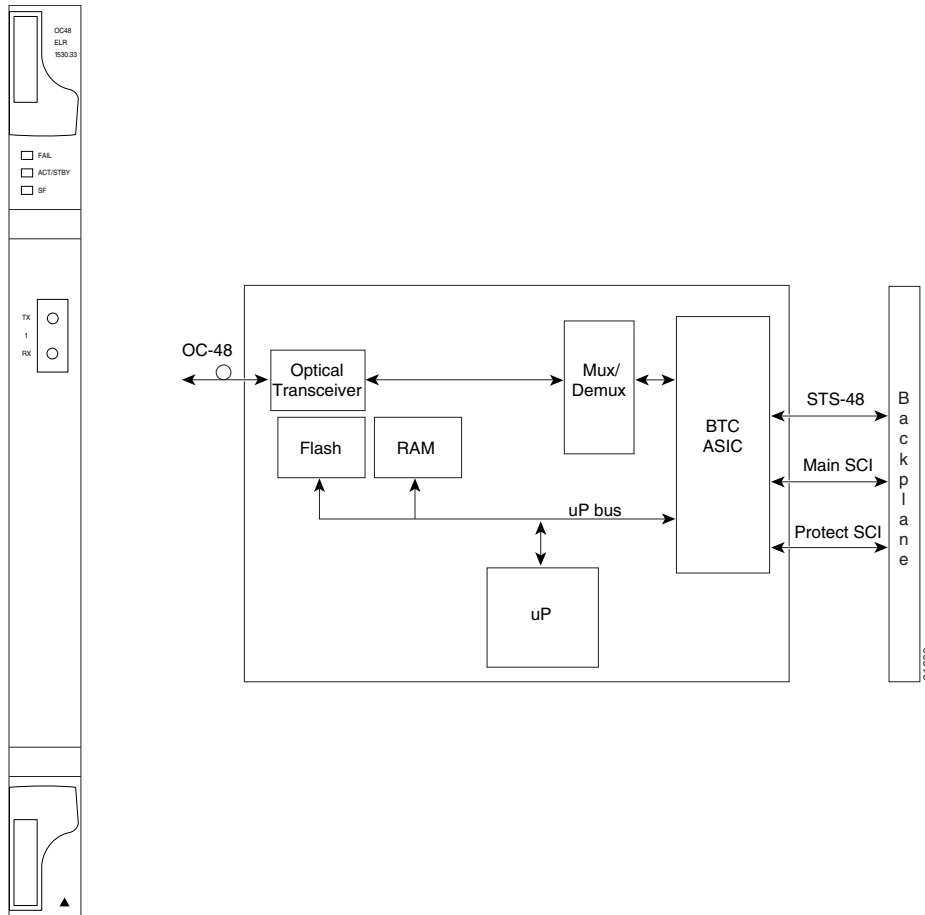 OC48
ELR
1530.33
FAIL
ACT/STBY
SF
TX
1
RX
OC-48
Optical
Transceiver
Mux/
Demux
BTC
ASIC
Flash
RAM
uP bus
uP
STS-48
Main SCI
Protect SCI
Backplane